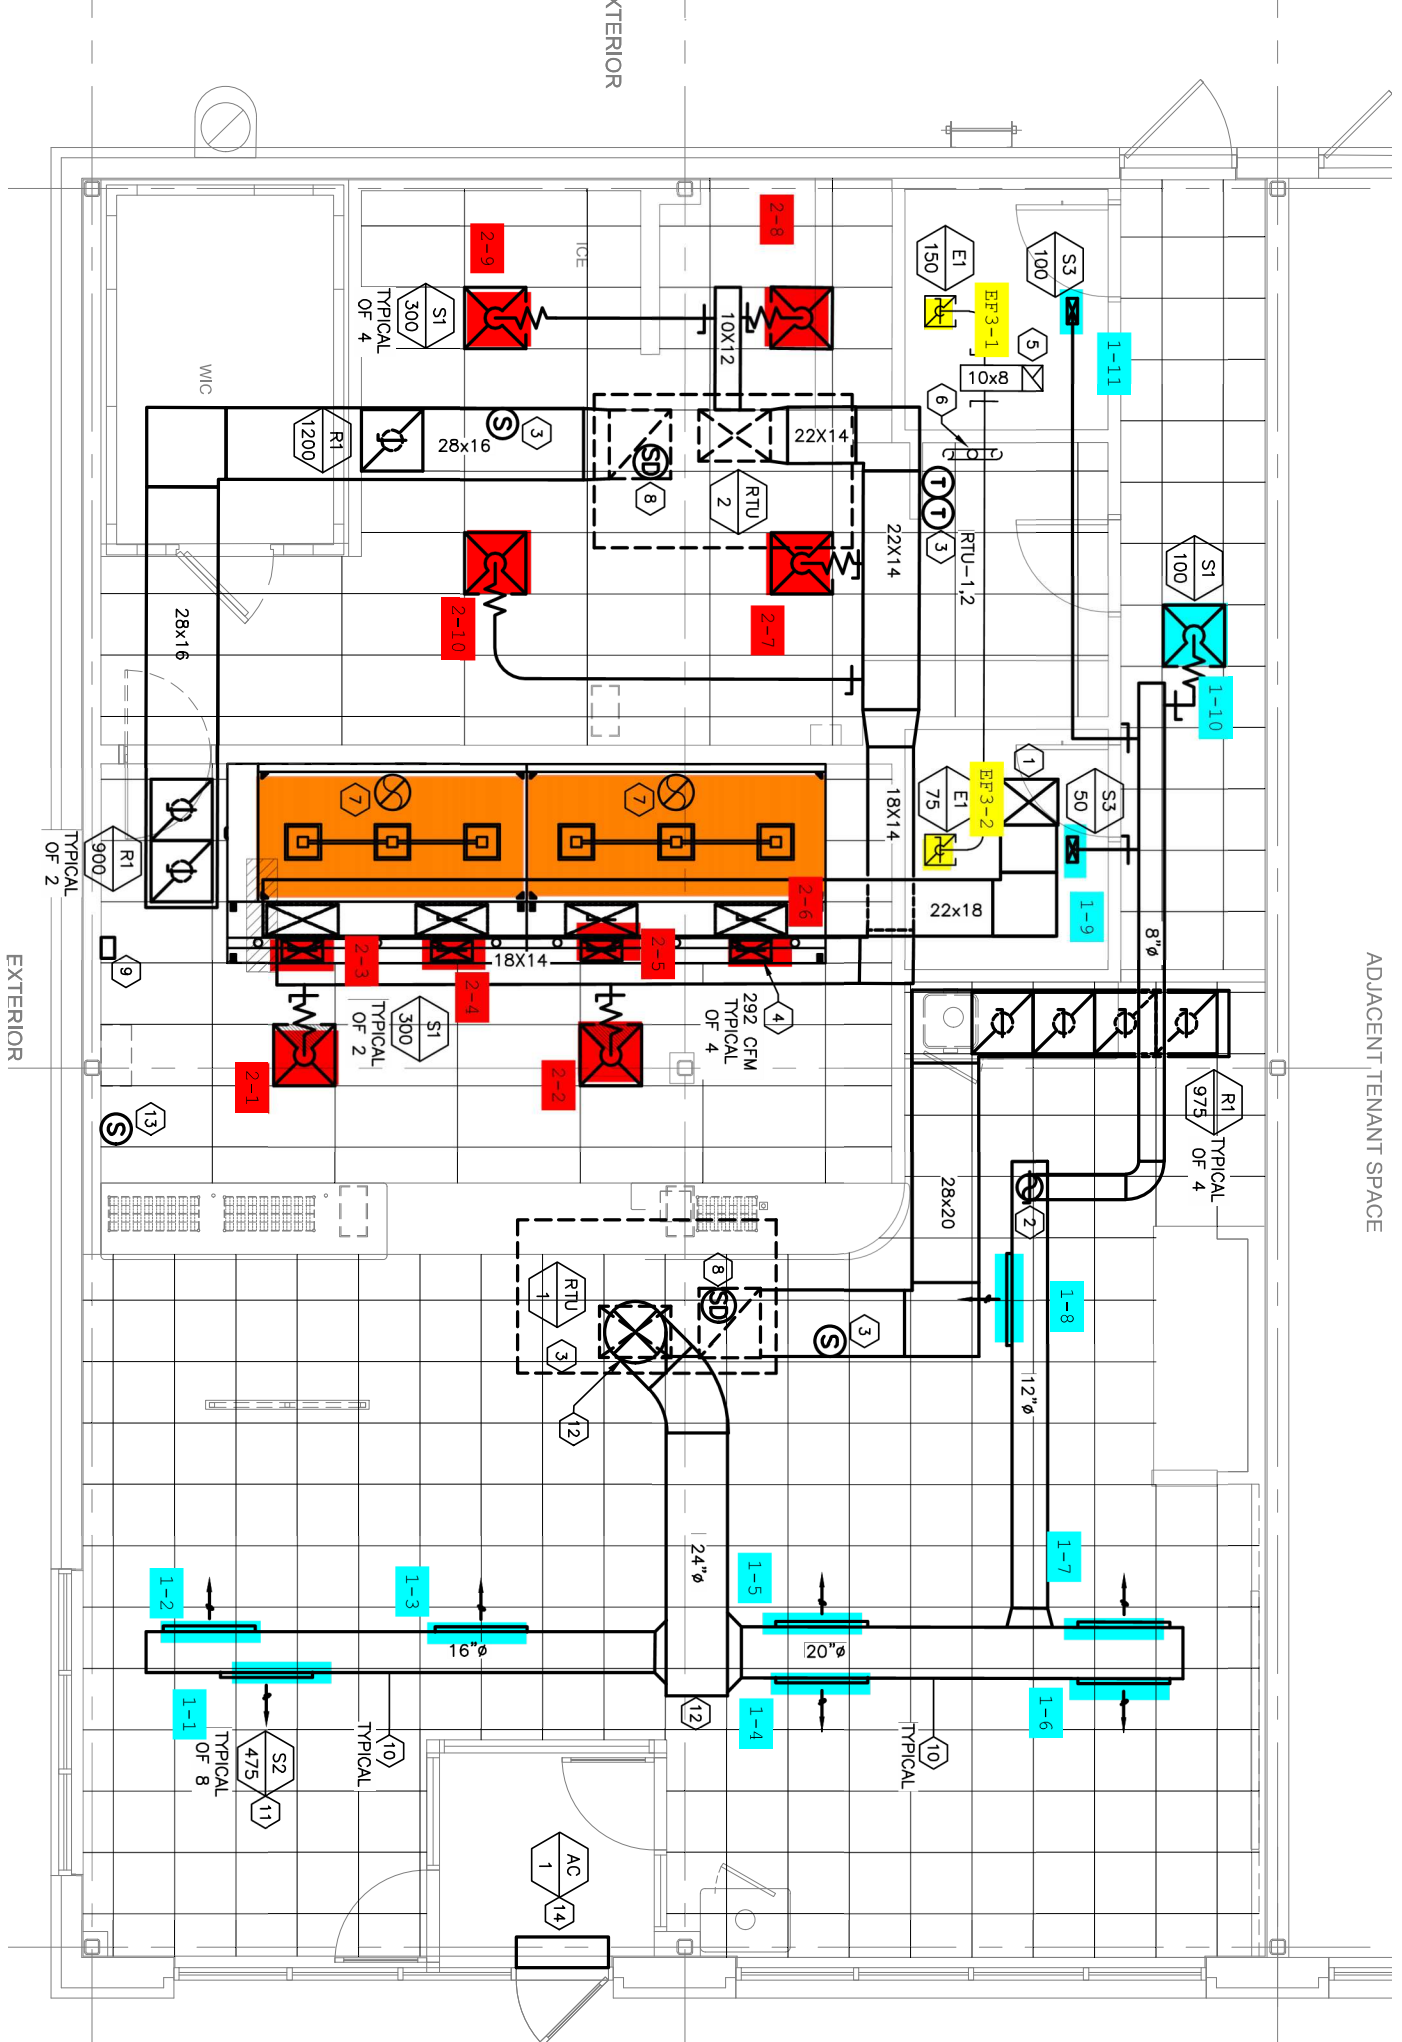 EXTERIOR
2-8
2-9
ICE
E1
150
S3
100
EF3-1
S1
300
TYPICAL
OF 4
10X12
5
10x8
1-11
6
WIC
R1
1200
28x16
S
3
SD
8
22X14
RTU
2
T
T
3
RTU-1,2
22X14
S1
100
2-10
2-7
28x16
1-10
1
EF3-2
E1
75
S3
50
7
7
18X14
R1
900
TYPICAL
OF 2
2-6
22x18
1-9
8"ø
2-3
2-5
2-4
18X14
9
EXTERIOR
ADJACENT TENANT SPACE
S1
300
TYPICAL
OF 2
292 CFM
TYPICAL
OF 4
4
2-1
2-2
R1
975
TYPICAL
OF 4
S
13
28x20
2
8
SD
RTU
1
3
S
3
1-8
12
12"ø
24"ø
1-2
1-3
1-5
1-7
16"ø
20"ø
1-1
1-4
1-6
12
S2
475
11
TYPICAL
OF 8
10
TYPICAL
10
TYPICAL
AC
1
14